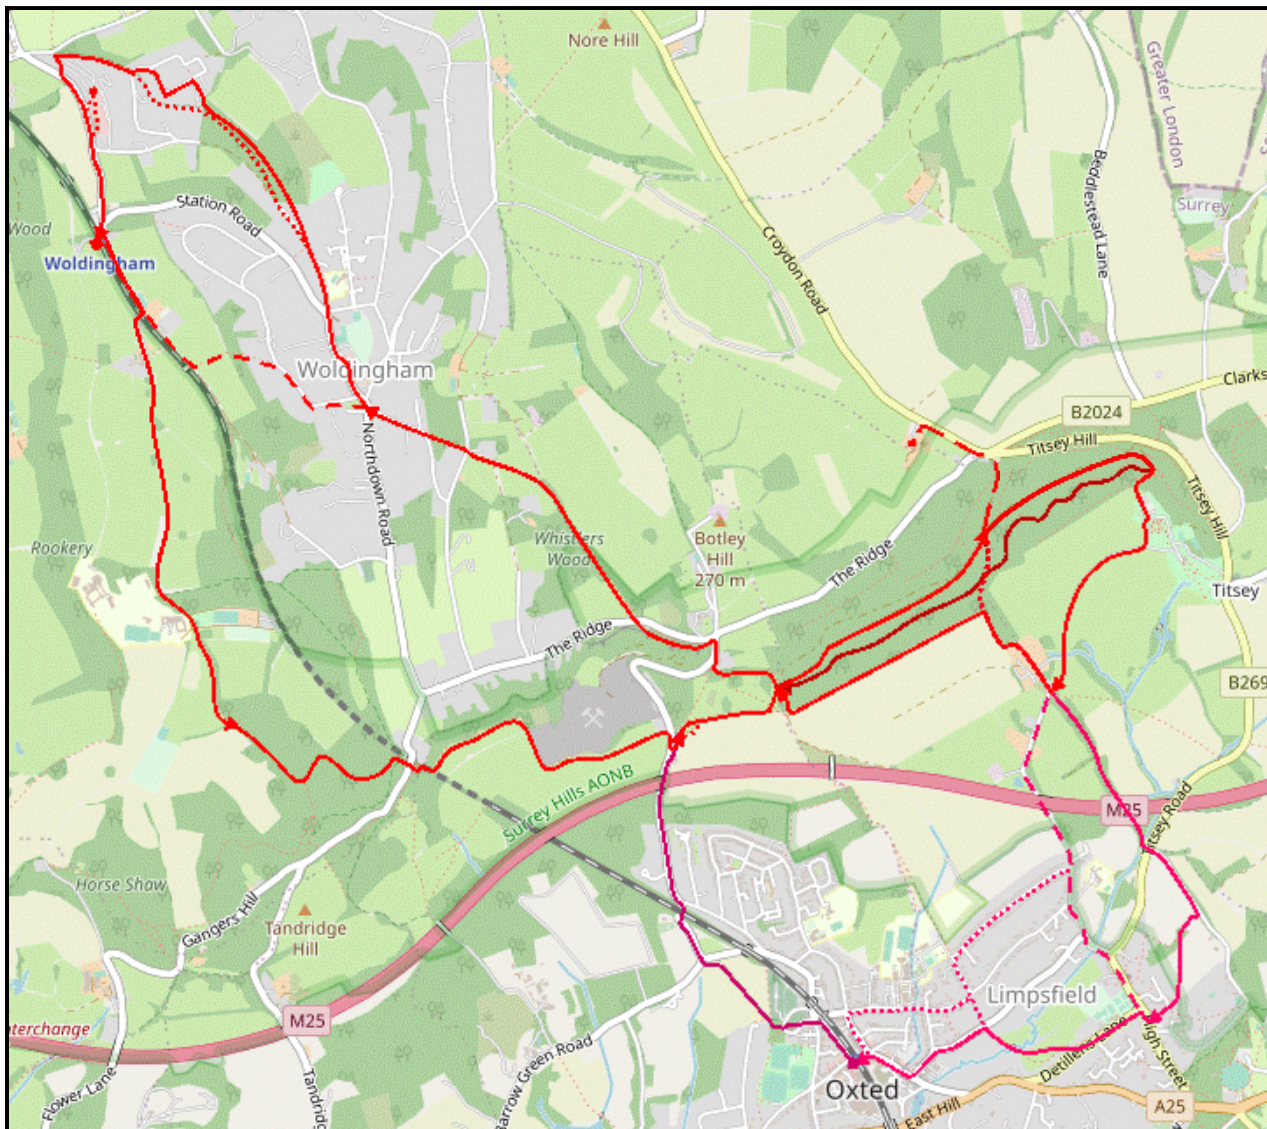 Nore Hill
Greater London
Surrey
Beddlestead Lane
Station Road
Wood
Woldingham
Croydon Road
Woldingham
Clarks
B2024
Titsey Hill
Northdown Road
Titsey Hill
Rookery
Whistlers
Wood
Botley
Hill
270 m
The Ridge
Titsey
The Ridge
B269
Surrey Hills AONB
M25
Titsey Road
Horse Shaw
Gangers Hill
Tandridge
Hill
Limpsfield
nterchange
M25
Flower Lane
Tandridg
Barrow Green Road
Detillens Lane
High Street
Oxted
East Hill
A25